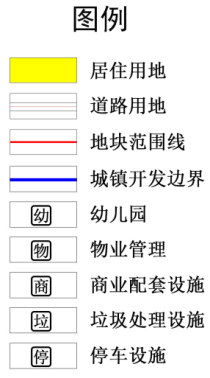 图例
居住用地
道路用地
地块范围线
城镇开发边界
幼 幼儿园
物 物业管理
商 商业配套设施
垃 垃圾处理设施
停 停车设施